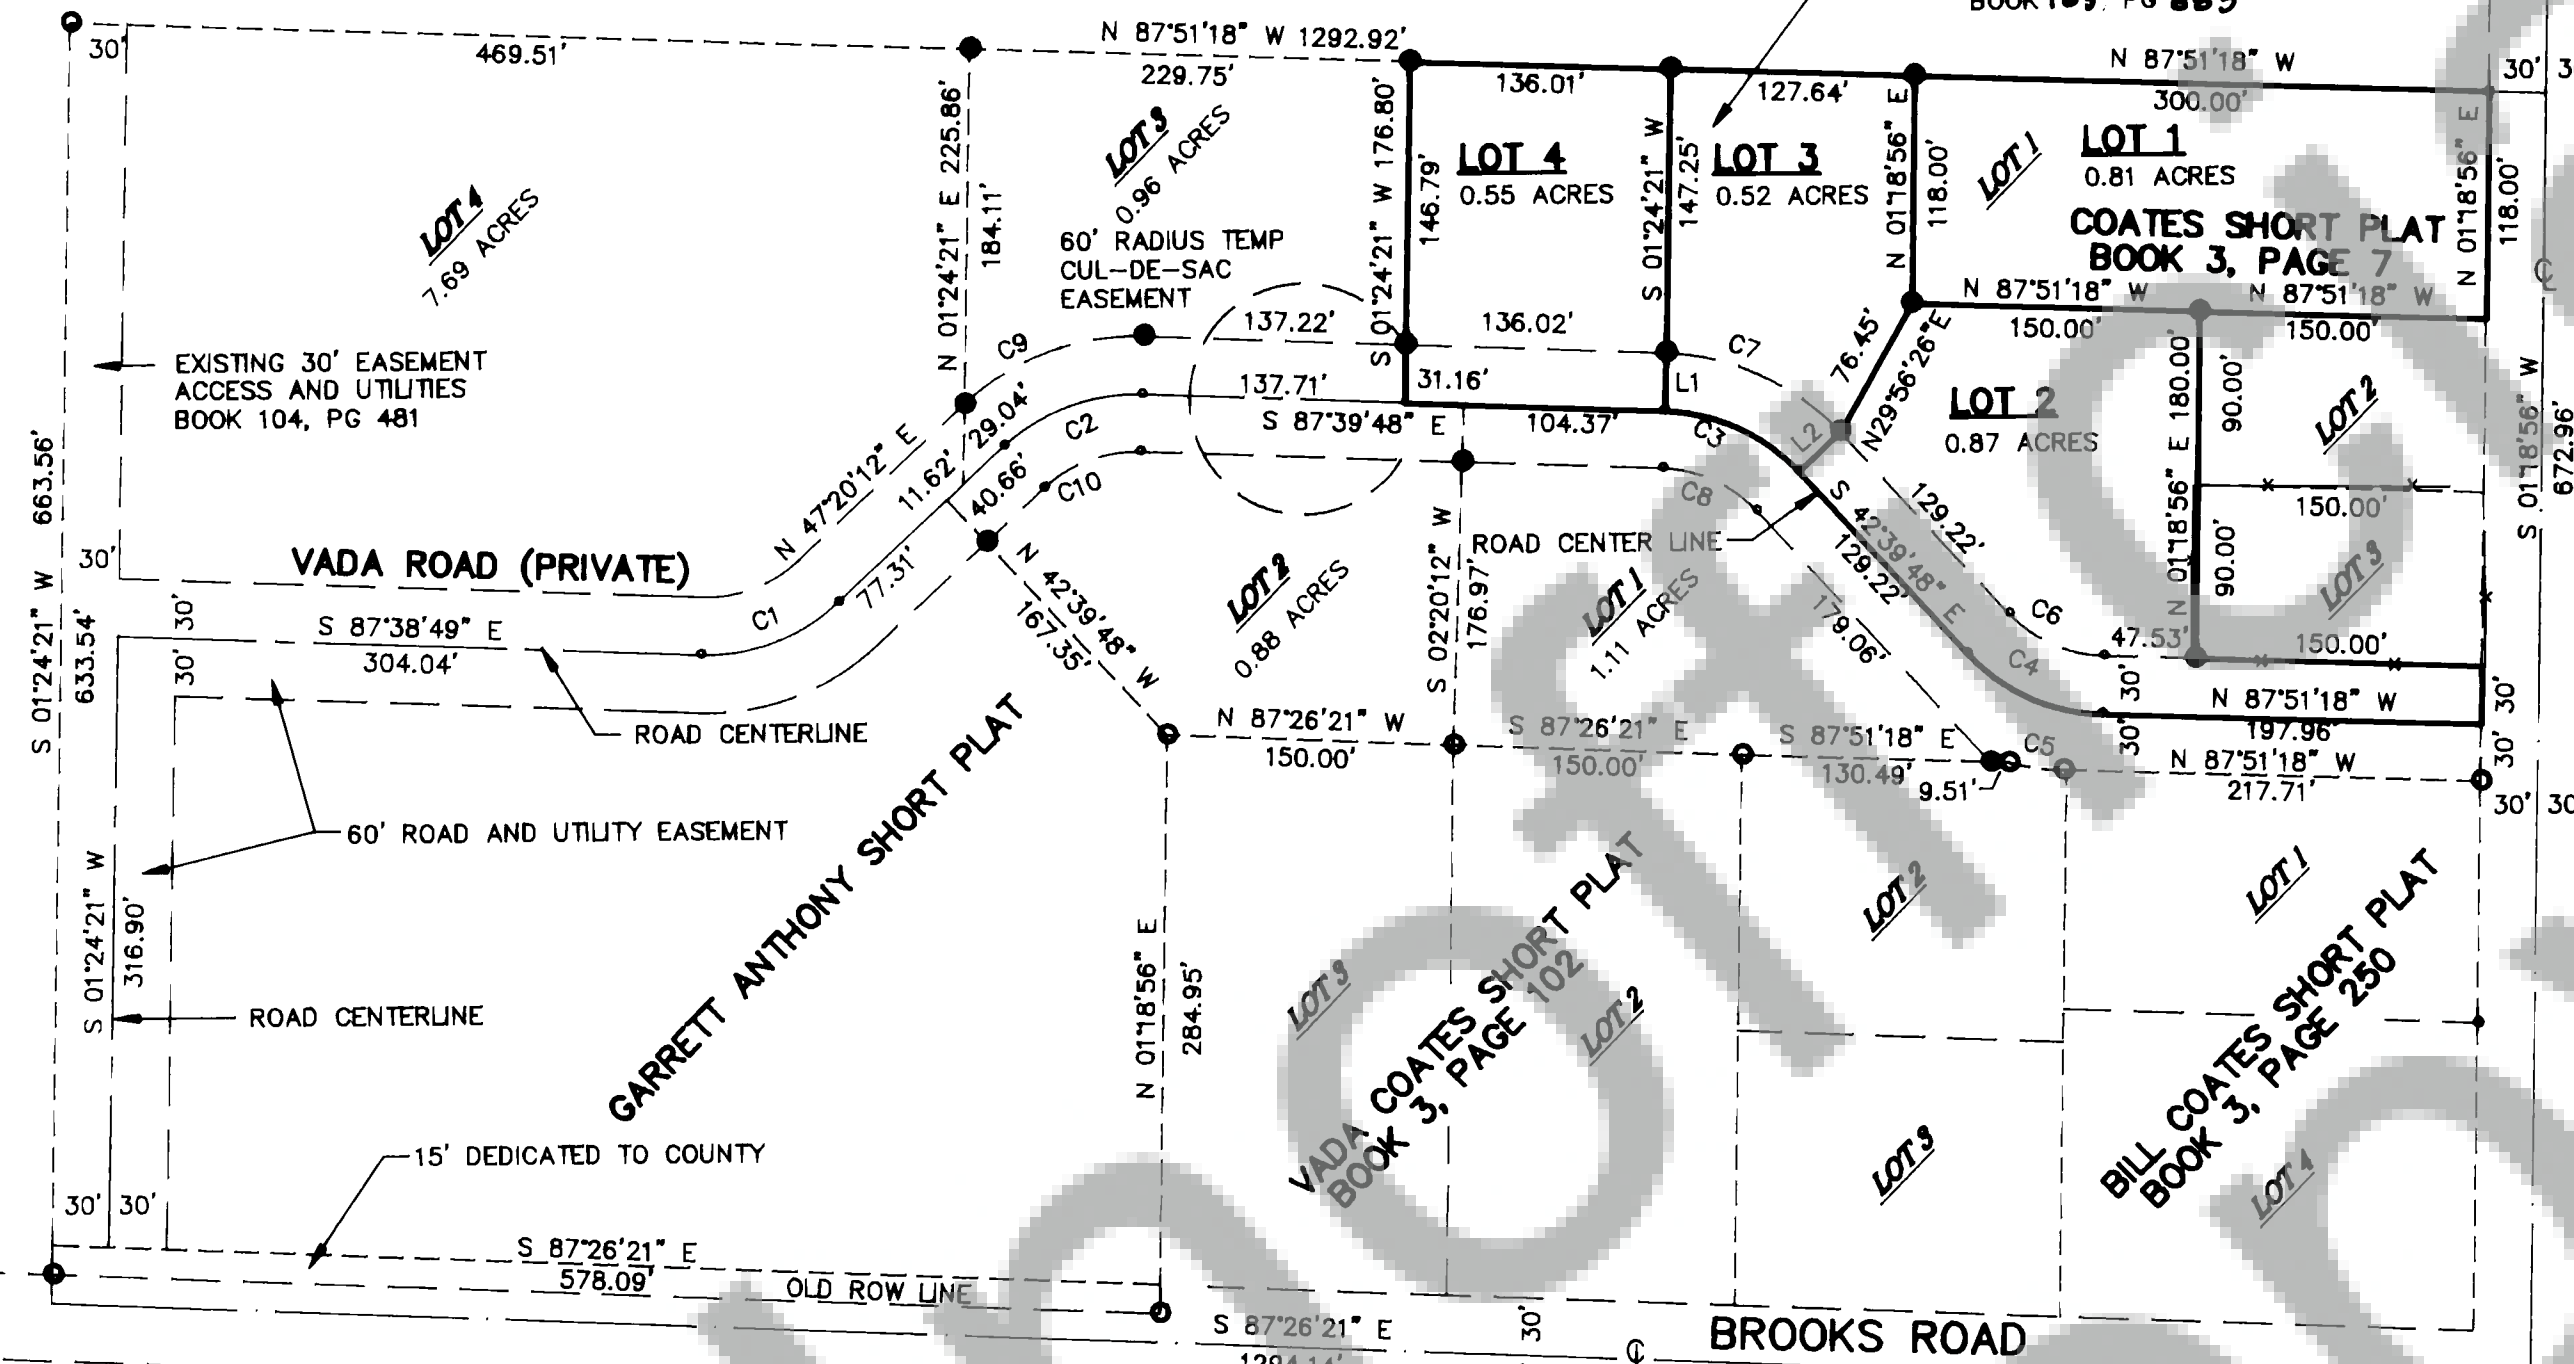 BOOK 169, PG
30'
469.51'
N 87°51'18" W 1292.92'
229.75'
136.01'
127.64'
N 87°51'18" W
300.00'
30'
3
N 01°24'21" E 225.86'
184.11'
LOT 3
0.96 ACRES
S 01°24'21" W 176.80'
146.79'
LOT 4
0.55 ACRES
S 01°24'21" W
147.25'
LOT 3
0.52 ACRES
N 01°18'56" E
118.00'
LOT 1
LOT 1
0.81 ACRES
COATES SHORT PLAT
BOOK 3, PAGE 7
N 01°18'56" E
118.00'
LOT 4
7.69 ACRES
60' RADIUS TEMP
CUL-DE-SAC
EASEMENT
N 87°51'18" W
150.00'
N 87°51'18" W
150.00'
137.22'
136.02'
C7
76.45'
N29°56'26"E
C9
EXISTING 30' EASEMENT
ACCESS AND UTILITIES
BOOK 104, PG 481
137.71'
31.16'
L1
S 87°39'48" E
104.37'
C3
L2
LOT 2
0.87 ACRES
N 01°18'56" E 180.00'
90.00'
LOT 2
150.00'
S 01°18'56" W
672.96'
29.04'
C2
11.62'
40.66'
C10
C8
N 47°20'12" E
77.31'
C1
663.56'
S 01°24'21" W
633.54'
30'
VADA ROAD (PRIVATE)
30'
S 87°38'49" E
304.04'
30'
N 42°39'48" W
167.35'
LOT 2
0.88 ACRES
S 02°20'12" W
176.97'
ROAD CENTER LINE
LOT 1
1.11 ACRES
S 42°39'48" E
129.22'
129.22'
179.06'
C6
C4
47.53'
90.00'
LOT 3
150.00'
30'
N 87°51'18" W
197.96'
30'
30'
30'
ROAD CENTERLINE
N 87°26'21" W
150.00'
S 87°26'21" E
150.00'
S 87°51'18" E
130.49'
9.51'
C5
N 87°51'18" W
217.71'
30'
30
60' ROAD AND UTILITY EASEMENT
GARRETT ANTHONY SHORT PLAT
S 01°24'21" W
316.90'
ROAD CENTERLINE
N 01°18'56" E
284.95'
LOT 3
VADA COATES SHORT PLAT
BOOK 3, PAGE 102
LOT 2
LOT 2
LOT 3
LOT 1
BILL COATES SHORT PLAT
BOOK 3, PAGE 250
LOT 4
15' DEDICATED TO COUNTY
30'
30'
S 87°26'21" E
578.09'
OLD ROW LINE
S 87°26'21" E
1294.14'
30'
BROOKS ROAD